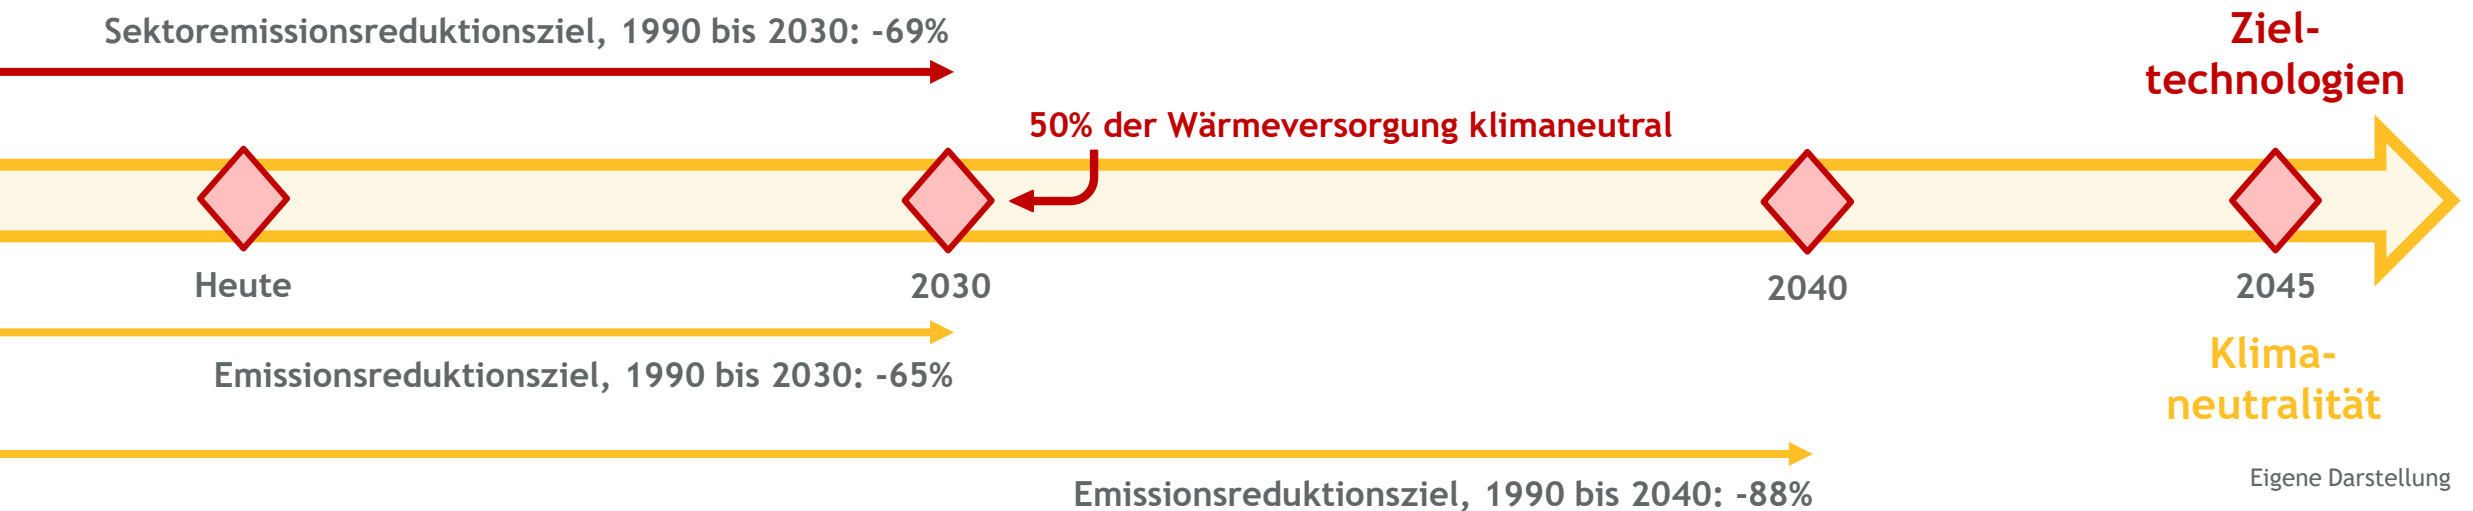 Sektoremissionsreduktionsziel, 1990 bis 2030: -69%
Ziel-
technologien
50% der Wärmeversorgung klimaneutral
Heute
2030
2040
2045
Emissionsreduktionsziel, 1990 bis 2030: -65%
Klima-
neutralität
Emissionsreduktionsziel, 1990 bis 2040: -88%
Eigene Darstellung